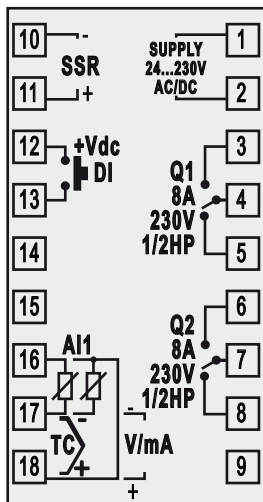 10 - SUPPLY 1
SSR 24...230V
11 + AC/DC 2
12 +Vdc 3
DI Q1
13 8A 4
230V
14 1/2HP 5
15 6
Q2
16 AI1 8A 7
230V
17 - - 1/2HP 8
TC V/mA
18 + + 9